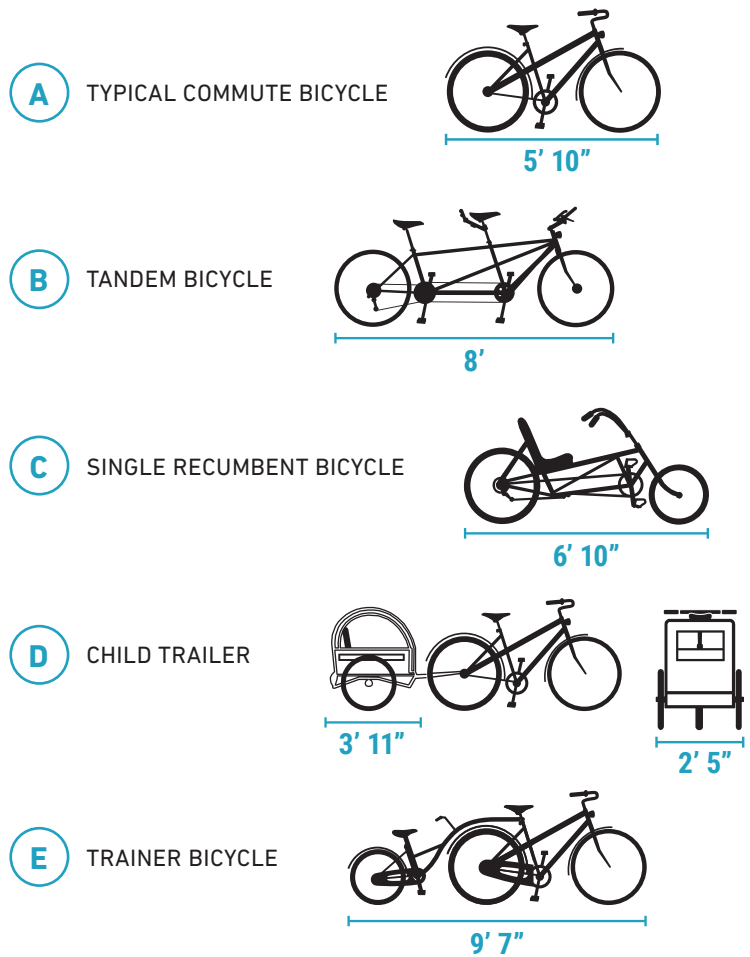 A TYPICAL COMMUTE BICYCLE
5’ 10”
B TANDEM BICYCLE
8’
C SINGLE RECUMBENT BICYCLE
6’ 10”
D CHILD TRAILER
3’ 11”
2’ 5”
E TRAINER BICYCLE
9’ 7”